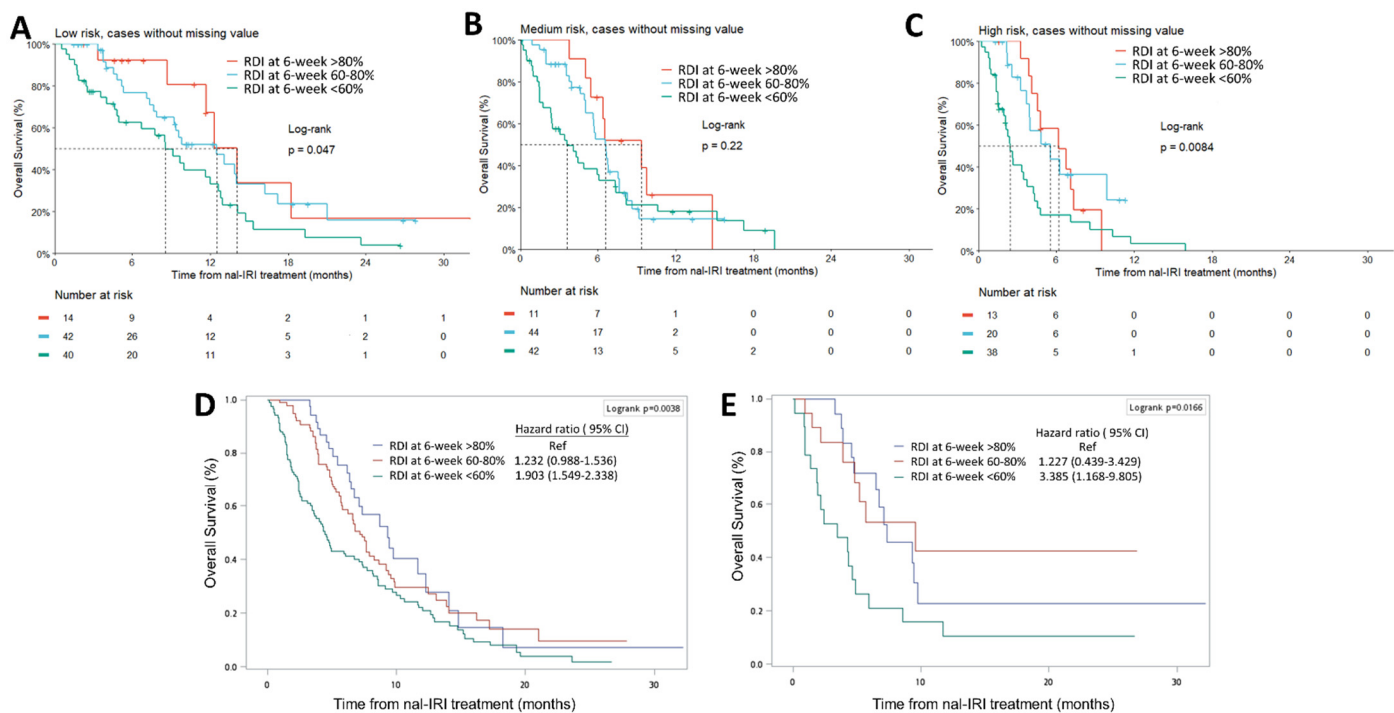 A
Low risk, cases without missing value
RDI at 6-week >80%
RDI at 6-week 60-80%
RDI at 6-week <60%
Log-rank
p = 0.047
Overall Survival (%)
100%
80%
60%
40%
20%
0%
0 6 12 18 24 30
Time from nal-IRI treatment (months)
Number at risk
14 9 4 2 1 1
42 26 12 5 2 0
40 20 11 3 1 0
B
Medium risk, cases without missing value
RDI at 6-week >80%
RDI at 6-week 60-80%
RDI at 6-week <60%
Log-rank
p = 0.22
Overall Survival (%)
100%
80%
60%
40%
20%
0%
0 6 12 18 24 30
Time from nal-IRI treatment (months)
Number at risk
11 7 1 0 0 0
44 17 2 0 0 0
42 13 5 2 0 0
C
High risk, cases without missing value
RDI at 6-week >80%
RDI at 6-week 60-80%
RDI at 6-week <60%
Log-rank
p = 0.0084
Overall Survival (%)
100%
80%
60%
40%
20%
0%
0 6 12 18 24 30
Time from nal-IRI treatment (months)
Number at risk
13 6 0 0 0 0
20 6 0 0 0 0
38 5 1 0 0 0
D
Logrank p=0.0038
Hazard ratio ( 95% CI)
RDI at 6-week >80% Ref
RDI at 6-week 60-80% 1.232 (0.988-1.536)
RDI at 6-week <60% 1.903 (1.549-2.338)
Overall Survival (%)
1.0
0.8
0.6
0.4
0.2
0.0
0 10 20 30
Time from nal-IRI treatment (months)
E
Logrank p=0.0166
Hazard ratio ( 95% CI)
RDI at 6-week >80% Ref
RDI at 6-week 60-80% 1.227 (0.439-3.429)
RDI at 6-week <60% 3.385 (1.168-9.805)
Overall Survival (%)
1.0
0.8
0.6
0.4
0.2
0.0
0 10 20 30
Time from nal-IRI treatment (months)